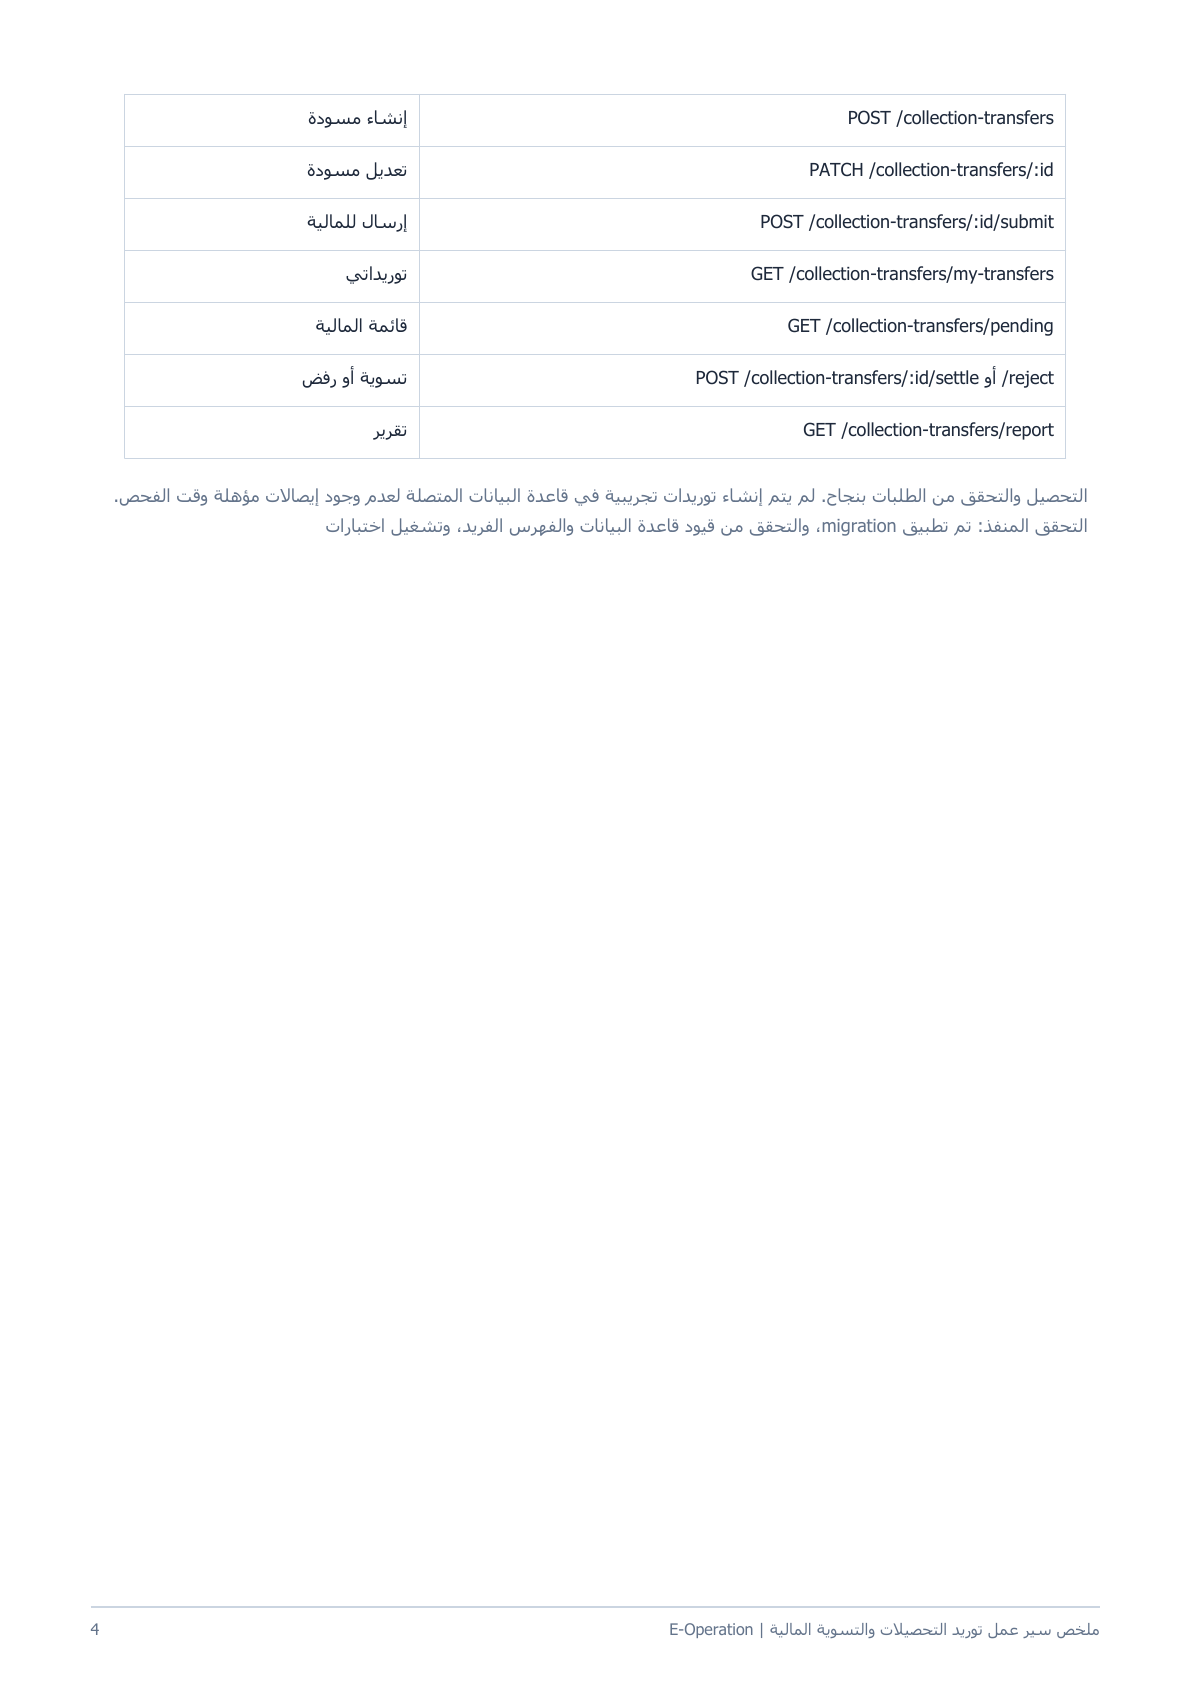 POST /collection-transfers إنشاء مسودة
PATCH /collection-transfers/:id تعديل مسودة
POST /collection-transfers/:id/submit إرسال للمالية
GET /collection-transfers/my-transfers توريداتي
GET /collection-transfers/pending قائمة المالية
POST /collection-transfers/:id/settle أو /reject تسوية أو رفض
GET /collection-transfers/report تقرير
التحصيل والتحقق من الطلبات بنجاح. لم يتم إنشاء توريدات تجريبية في قاعدة البيانات المتصلة لعدم وجود إيصالات مؤهلة وقت الفحص.
التحقق المنفذ: تم تطبيق migration، والتحقق من قيود قاعدة البيانات والفهرس الفريد، وتشغيل اختبارات
ملخص سير عمل توريد التحصيلات والتسوية المالية | E-Operation
4